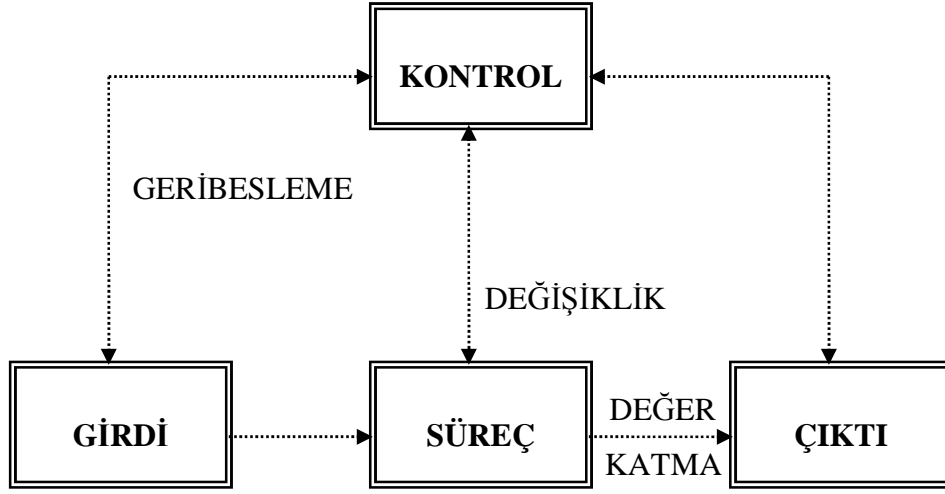 KONTROL
GERİBESLEME
DEĞİŞİKLİK
GİRDİ
SÜREÇ
DEĞER
KATMA
ÇIKTI